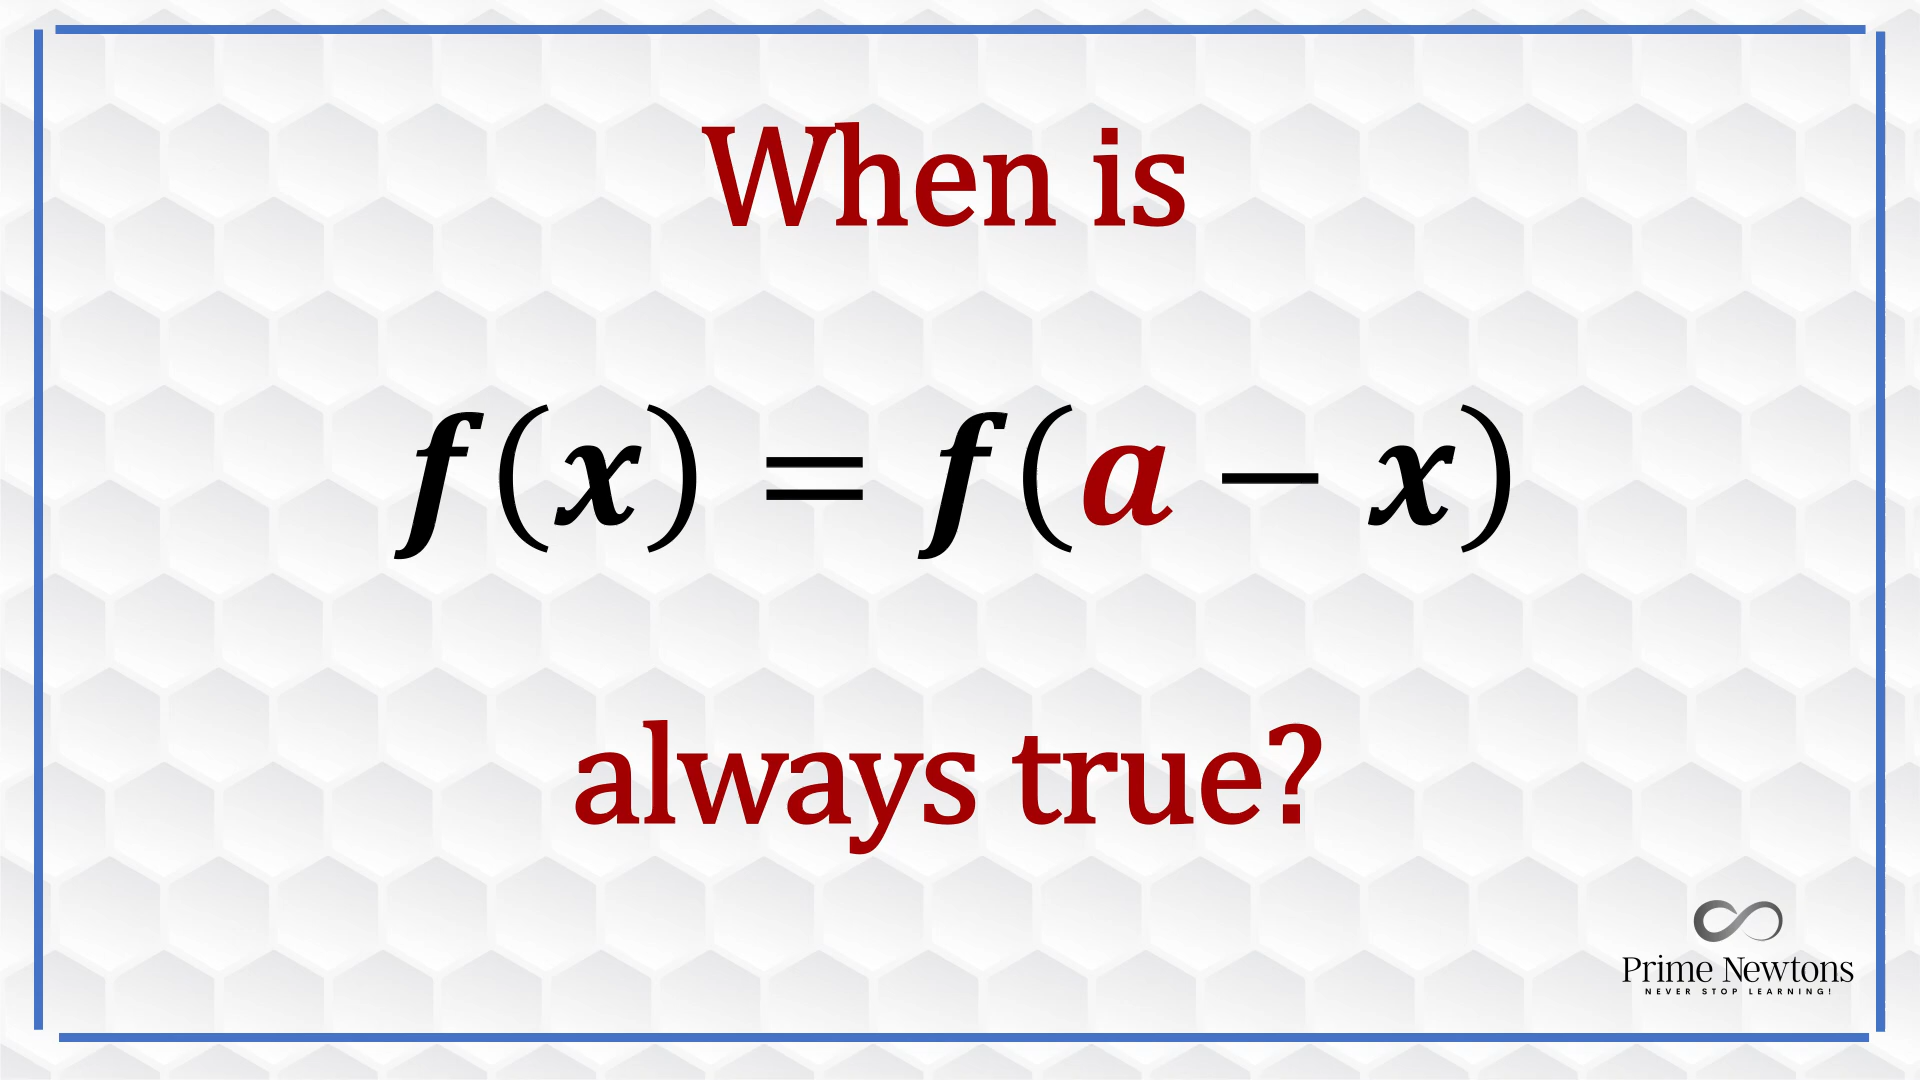 When is
f(x) = f(a − x)
always true?
Prime Newtons
NEVER STOP LEARNING!